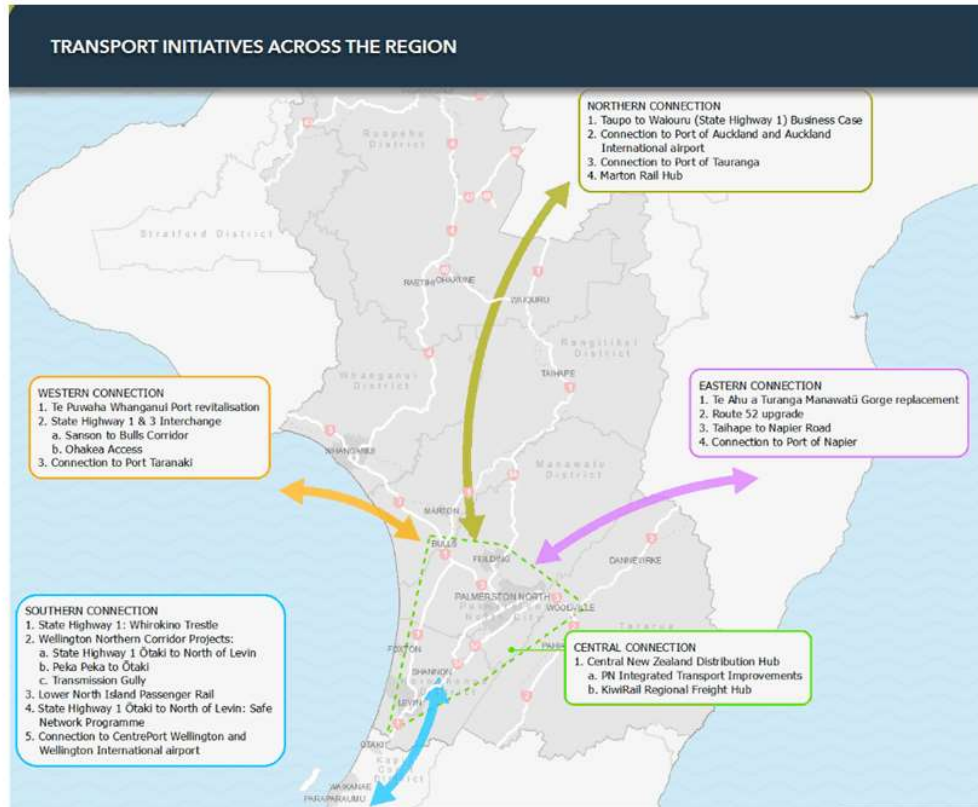 TRANSPORT INITIATIVES ACROSS THE REGION
NORTHERN CONNECTION
1. Taupo to Waiouru (State Highway 1) Business Case
2. Connection to Port of Auckland and Auckland
International airport
3. Connection to Port of Tauranga
4. Marton Rail Hub
Ruapehu
District
Stratford District
RAETIHI
OHAKUNE
WIUOURU
Rangitikei
District
TAIHAPE
Whanganui
District
WESTERN CONNECTION
1. Te Puwaha Whanganui Port revitalisation
2. State Highway 1 & 3 Interchange
a. Sanson to Bulls Corridor
b. Ohakea Access
3. Connection to Port Taranaki
EASTERN CONNECTION
1. Te Ahu a Turanga Manawatū Gorge replacement
2. Route 52 upgrade
3. Taihape to Napier Road
4. Connection to Port of Napier
WHANGANUI
Manawatu
District
MARTON
BULLS
FEILDING
DANNEVIRKE
PALMERSTON NORTH
WOODVILLE
Tararua
FOXTON
SHANNON
LEVIN
OTAKI
WAIKANAE
PARAPARAUMU
SOUTHERN CONNECTION
1. State Highway 1: Whirokino Trestle
2. Wellington Northern Corridor Projects:
a. State Highway 1 Ōtaki to North of Levin
b. Peka Peka to Ōtaki
c. Transmission Gully
3. Lower North Island Passenger Rail
4. State Highway 1 Ōtaki to North of Levin: Safe
Network Programme
5. Connection to CentrePort Wellington and
Wellington International airport
CENTRAL CONNECTION
1. Central New Zealand Distribution Hub
a. PN Integrated Transport Improvements
b. KiwiRail Regional Freight Hub